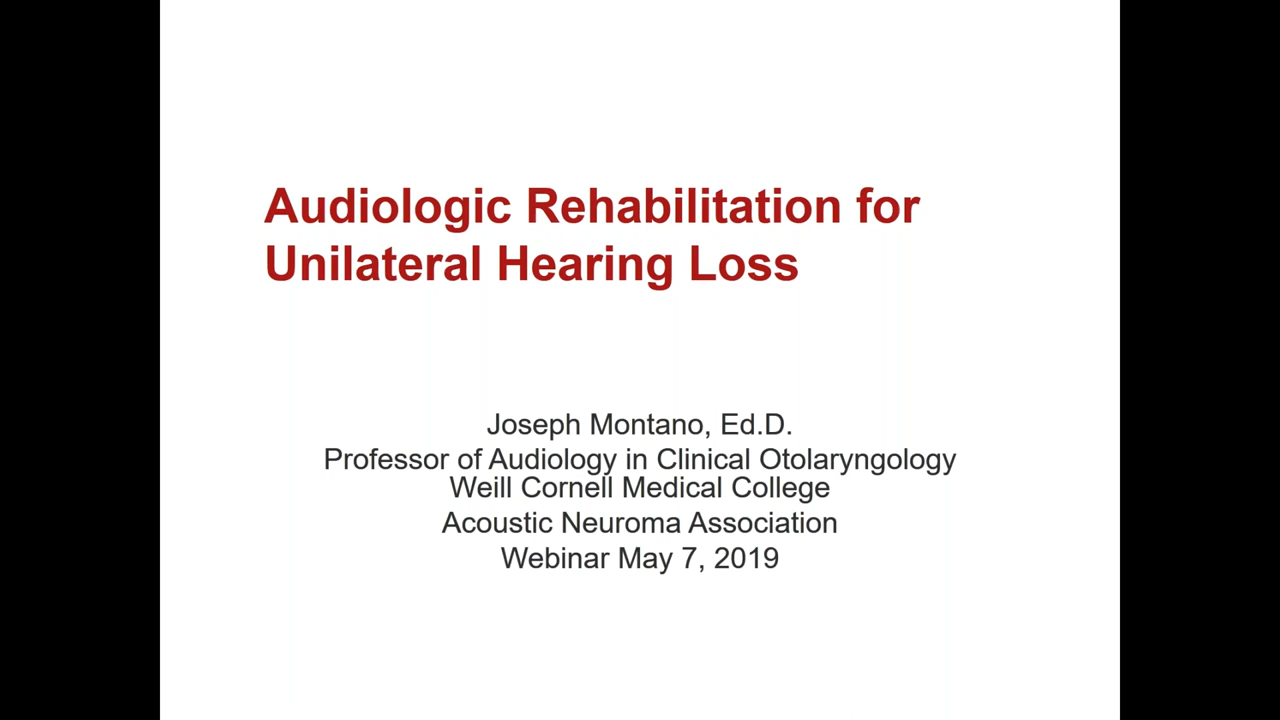 Audiologic Rehabilitation for
Unilateral Hearing Loss
Joseph Montano, Ed.D.
Professor of Audiology in Clinical Otolaryngology
Weill Cornell Medical College
Acoustic Neuroma Association
Webinar May 7, 2019